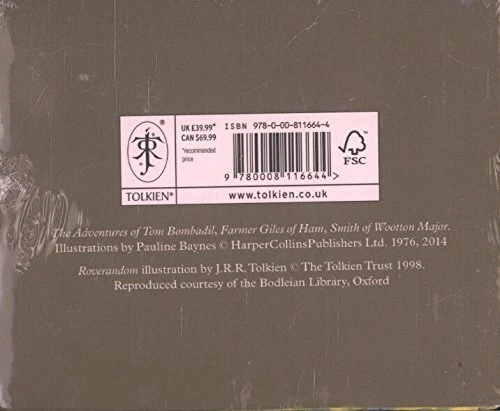 UK £39.99* ISBN 978-0-00-811664-4
CAN $69.99
*recommended
price
FSC
9 780008 116644 >
TOLKIEN®
www.tolkien.co.uk
The Adventures of Tom Bombadil, Farmer Giles of Ham, Smith of Wootton Major.
Illustrations by Pauline Baynes © HarperCollinsPublishers Ltd. 1976, 2014
Roverandom illustration by J.R.R. Tolkien © The Tolkien Trust 1998.
Reproduced courtesy of the Bodleian Library, Oxford